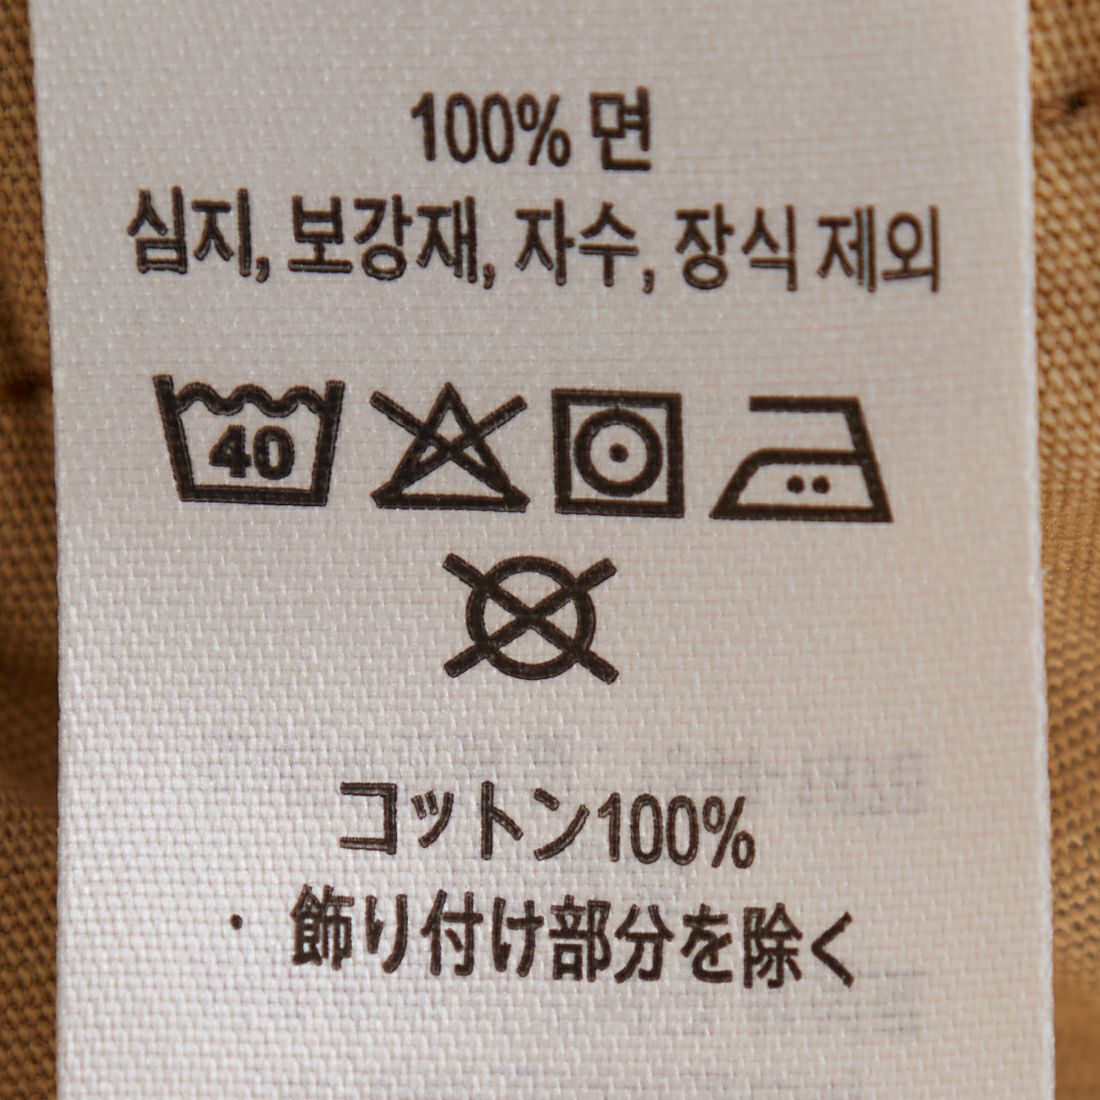 100% 면
심지, 보강재, 자수, 장식 제외
40
コットン100%
・飾り付け部分を除く